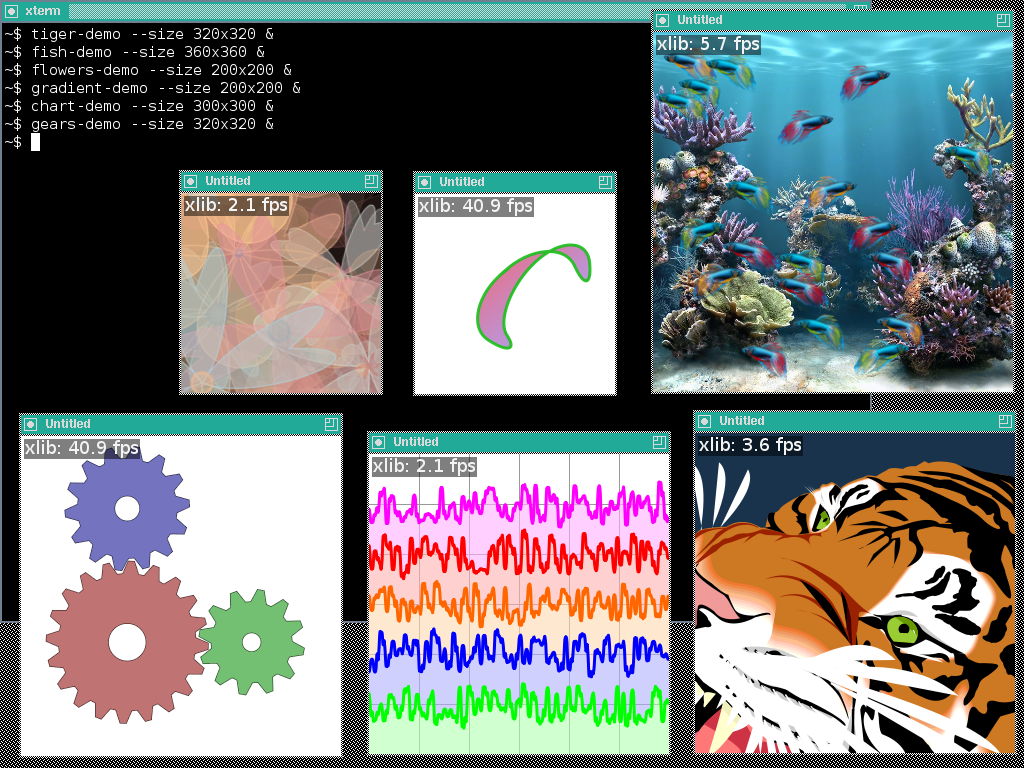 xterm
~$ tiger-demo --size 320x320 &
~$ fish-demo --size 360x360 &
~$ flowers-demo --size 200x200 &
~$ gradient-demo --size 200x200 &
~$ chart-demo --size 300x300 &
~$ gears-demo --size 320x320 &
~$
Untitled
xlib: 5.7 fps
Untitled
xlib: 2.1 fps
Untitled
xlib: 40.9 fps
Untitled
xlib: 40.9 fps
Untitled
xlib: 2.1 fps
Untitled
xlib: 3.6 fps